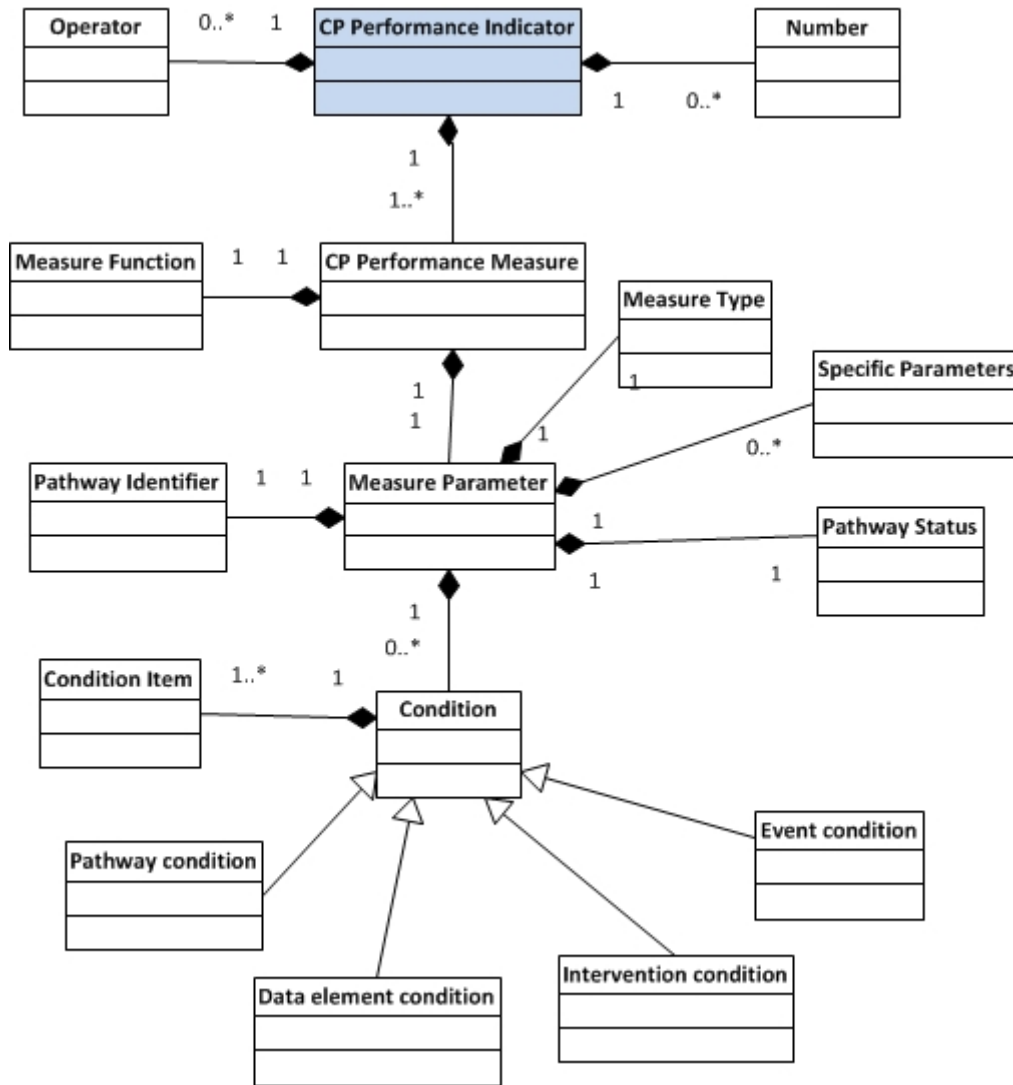 Operator
0..*
1
CP Performance Indicator
Number
1
0..*
1
1..*
Measure Function
1
1
CP Performance Measure
Measure Type
1
Specific Parameters
1
1
1
0..*
Pathway Identifier
1
1
Measure Parameter
1
Pathway Status
1
1
1
0..*
Condition Item
1..*
1
Condition
Event condition
Pathway condition
Intervention condition
Data element condition